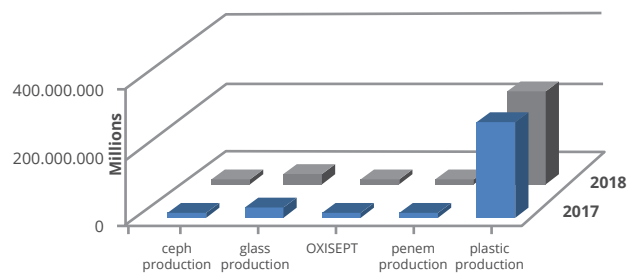 400.000.000
200.000.000
0
Millions
2018
2017
ceph production
glass production
OXISEPT
penem production
plastic production